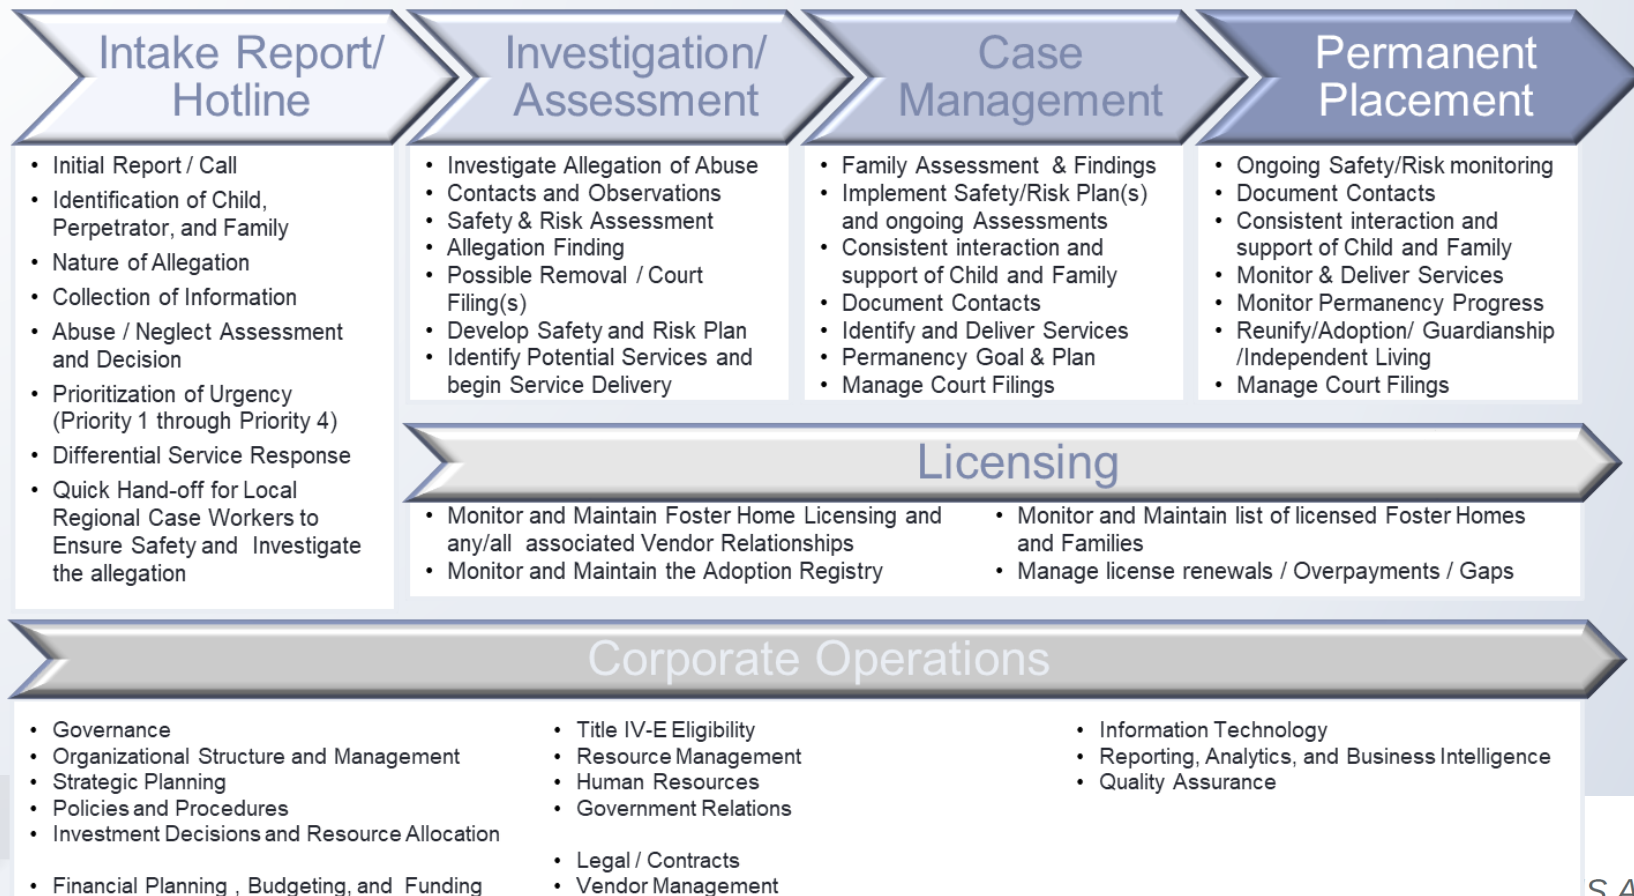 Intake Report/
Hotline
• Initial Report / Call
• Identification of Child,
Perpetrator, and Family
• Nature of Allegation
• Collection of Information
• Abuse / Neglect Assessment
and Decision
• Prioritization of Urgency
(Priority 1 through Priority 4)
• Differential Service Response
• Quick Hand-off for Local
Regional Case Workers to
Ensure Safety and Investigate
the allegation
Investigation/
Assessment
• Investigate Allegation of Abuse
• Contacts and Observations
• Safety & Risk Assessment
• Allegation Finding
• Possible Removal / Court
Filing(s)
• Develop Safety and Risk Plan
• Identify Potential Services and
begin Service Delivery
Case
Management
• Family Assessment & Findings
• Implement Safety/Risk Plan(s)
and ongoing Assessments
• Consistent interaction and
support of Child and Family
• Document Contacts
• Identify and Deliver Services
• Permanency Goal & Plan
• Manage Court Filings
Permanent
Placement
• Ongoing Safety/Risk monitoring
• Document Contacts
• Consistent interaction and
support of Child and Family
• Monitor & Deliver Services
• Monitor Permanency Progress
• Reunify/Adoption/ Guardianship
/Independent Living
• Manage Court Filings
Licensing
• Monitor and Maintain Foster Home Licensing and
any/all associated Vendor Relationships
• Monitor and Maintain the Adoption Registry
• Monitor and Maintain list of licensed Foster Homes
and Families
• Manage license renewals / Overpayments / Gaps
Corporate Operations
• Governance
• Organizational Structure and Management
• Strategic Planning
• Policies and Procedures
• Investment Decisions and Resource Allocation
• Financial Planning , Budgeting, and Funding
• Title IV-E Eligibility
• Resource Management
• Human Resources
• Government Relations
• Legal / Contracts
• Vendor Management
• Information Technology
• Reporting, Analytics, and Business Intelligence
• Quality Assurance